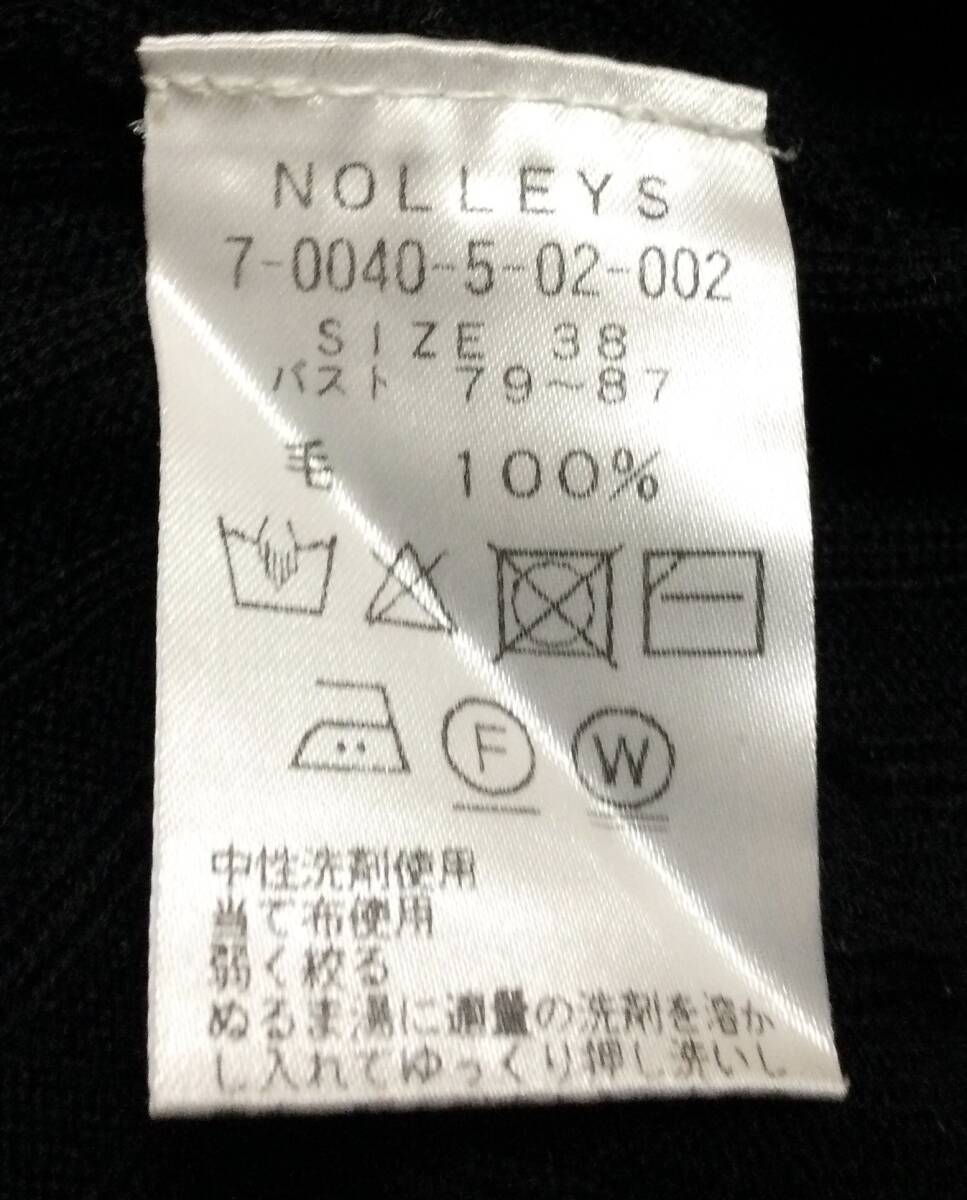 NOLLEYS
7-0040-5-02-002
SIZE 38
バスト 79~87
毛 100%
F W
中性洗剤使用
当て布使用
弱く絞る
ぬるま湯に適量の洗剤を溶か
し入れてゆっくり押し洗いし